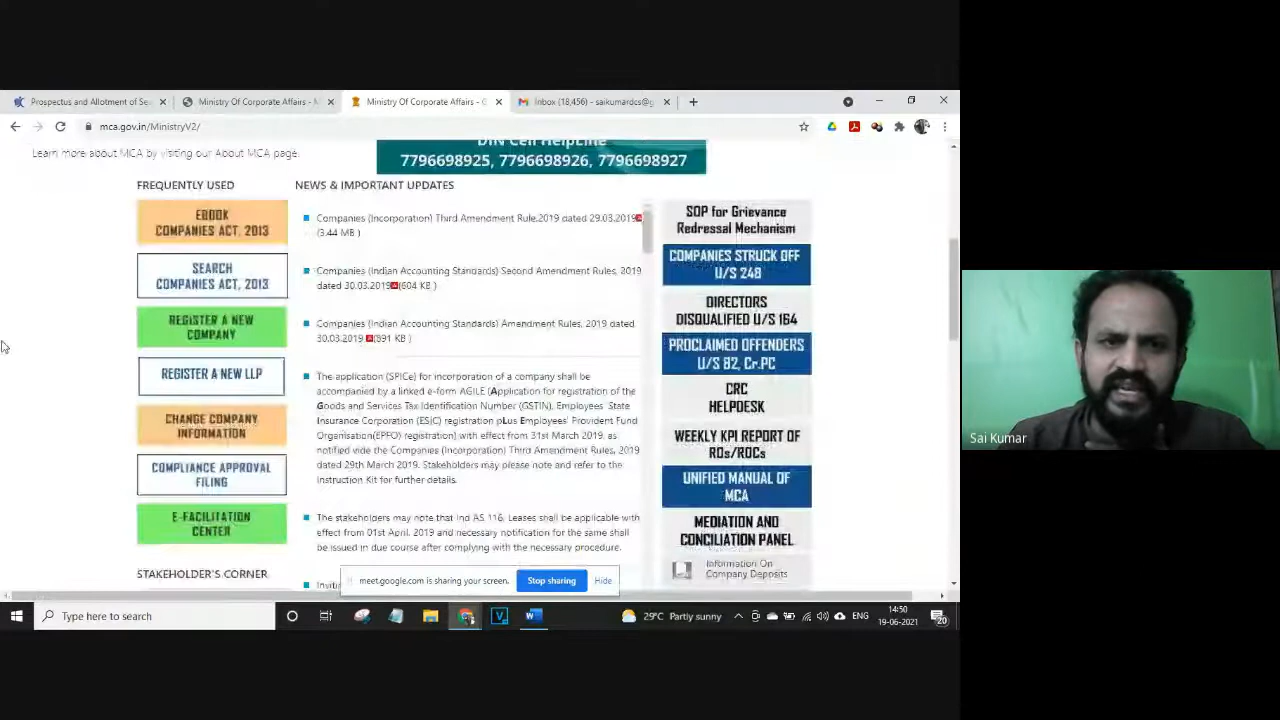 Prospectus and Allotment of Se
Ministry Of Corporate Affairs - M
Ministry Of Corporate Affairs - G
Inbox (18,456) - saikumardcs@g
mca.gov.in/MinistryV2/
Learn more about MCA by visiting our About MCA page.
DIN Cell HelpLine
7796698925, 7796698926, 7796698927
FREQUENTLY USED
EBOOK
COMPANIES ACT, 2013
SEARCH
COMPANIES ACT, 2013
REGISTER A NEW
COMPANY
REGISTER A NEW LLP
CHANGE COMPANY
INFORMATION
COMPLIANCE APPROVAL
FILING
E-FACILITATION
CENTER
STAKEHOLDER'S CORNER
NEWS & IMPORTANT UPDATES
Companies (Incorporation) Third Amendment Rule,2019 dated 29.03.2019
(3.44 MB )
Companies (Indian Accounting Standards) Second Amendment Rules, 2019
dated 30.03.2019 (604 KB )
Companies (Indian Accounting Standards) Amendment Rules, 2019 dated
30.03.2019 (891 KB )
The application (SPICe) for incorporation of a company shall be
accompanied by a linked e-form AGILE (Application for registration of the
Goods and Services Tax Identification Number (GSTIN), Employees State
Insurance Corporation (ESIC) registration pLus Employees' Provident Fund
Organisation(EPFO) registration) with effect from 31st March 2019, as
notified vide the Companies (Incorporation) Third Amendment Rules, 2019
dated 29th March 2019. Stakeholders may please note and refer to the
Instruction Kit for further details.
The stakeholders may note that Ind AS 116, Leases shall be applicable with
effect from 01st April, 2019 and necessary notification for the same shall
be issued in due course after complying with the necessary procedure.
SOP for Grievance
Redressal Mechanism
COMPANIES STRUCK OFF
U/S 248
DIRECTORS
DISQUALIFIED U/S 164
PROCLAIMED OFFENDERS
U/S 82, Cr.PC
CRC
HELPDESK
WEEKLY KPI REPORT OF
RDs/ROCs
UNIFIED MANUAL OF
MCA
MEDIATION AND
CONCILIATION PANEL
Information On
Company Deposits
meet.google.com is sharing your screen.
Stop sharing
Hide
Type here to search
29°C Partly sunny
ENG
14:50
19-06-2021
20
Sai Kumar